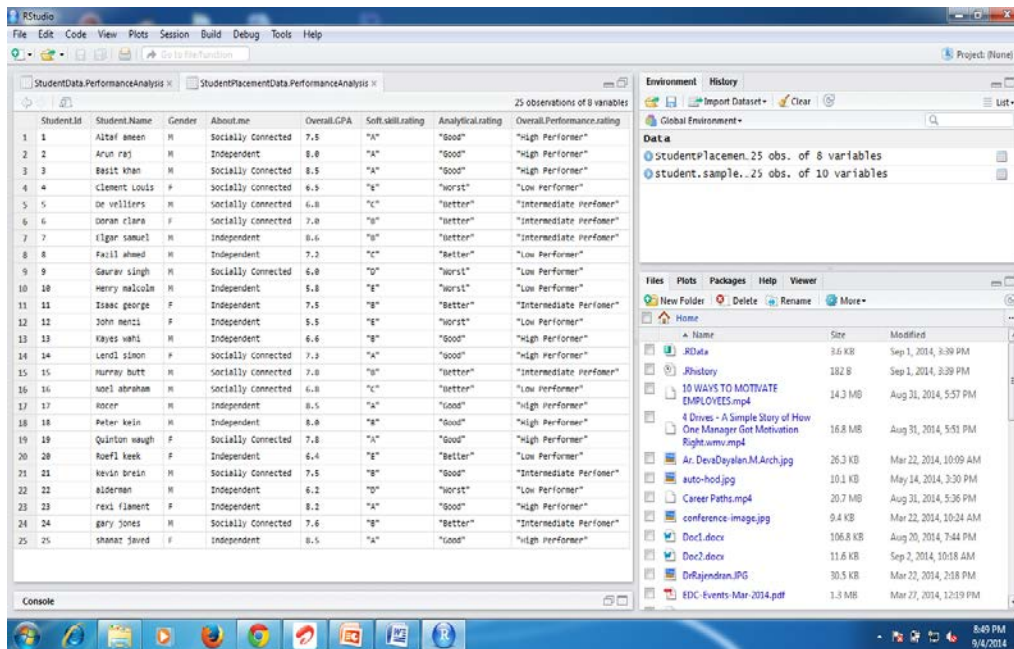 RStudio
File Edit Code View Plots Session Build Debug Tools Help
Go to file/function
Project: (None)
StudentData.PerformanceAnalysis
StudentPlacementData.PerformanceAnalysis
25 observations of 8 variables
Student.Id Student.Name Gender About.me Overall.GPA Soft.skill.rating Analytical.rating Overall.Performance.rating
1 1 Altaf ameen M Socially Connected 7.5 "A" "Good" "High Performer"
2 2 Arun raj M Independent 8.0 "A" "Good" "High Performer"
3 3 Basit khan M Socially Connected 8.5 "A" "Good" "High Performer"
4 4 Clement Louis F Socially Connected 6.5 "E" "Worst" "Low Performer"
5 5 De velliers M Socially Connected 6.8 "C" "Better" "Intermediate Perfomer"
6 6 Doran clara F Socially Connected 7.0 "B" "Better" "Intermediate Perfomer"
7 7 Elgar samuel M Independent 8.6 "B" "Better" "Intermediate Perfomer"
8 8 Fazil ahmed M Independent 7.2 "C" "Better" "Low Performer"
9 9 Gaurav singh M Socially Connected 6.0 "D" "Worst" "Low Performer"
10 10 Henry malcolm M Independent 5.8 "E" "Worst" "Low Performer"
11 11 Isaac george F Independent 7.5 "B" "Better" "Intermediate Perfomer"
12 12 John menzi F Independent 5.5 "E" "Worst" "Low Performer"
13 13 Kayes wahi M Independent 6.6 "B" "Good" "High Performer"
14 14 Lendl simon F Socially Connected 7.3 "A" "Good" "High Performer"
15 15 Murray butt M Socially Connected 7.0 "B" "Better" "Intermediate Perfomer"
16 16 Noel abraham M Socially Connected 6.8 "C" "Better" "Low Performer"
17 17 M Independent 8.5 "A" "Good" "High Performer"
18 18 Peter kein M Independent 8.0 "Good" "High Performer"
19 19 Quinton waugh F Socially Connected 7.8 "A" "Good" "High Performer"
20 20 Roefl keek F Independent 6.4 "E" "Better" "Low Performer"
21 21 kevin brein M Socially Connected 7.5 "B" "Good" "Intermediate Perfomer"
22 22 alderman M Independent 6.2 "D" "Worst" "Low Performer"
23 23 rexi flament F Independent 8.2 "A" "Good" "High Performer"
24 24 gary jones M Socially Connected 7.6 "B" "Better" "Intermediate Perfomer"
25 25 shanaz javed F Independent 8.5 "A" "Good" "High Performer"
Console
Environment History
Import Dataset Clear List
Global Environment
Data
StudentPlacemen… 25 obs. of 8 variables
student.sample.. 25 obs. of 10 variables
Files Plots Packages Help Viewer
New Folder Delete Rename More
Home
Name Size Modified
.RData 3.6 KB Sep 1, 2014, 3:39 PM
.Rhistory 182 B Sep 1, 2014, 3:39 PM
10 WAYS TO MOTIVATE EMPLOYEES.mp4 14.3 MB Aug 31, 2014, 5:57 PM
4 Drives - A Simple Story of How One Manager Got Motivation Right.wmv.mp4 16.8 MB Aug 31, 2014, 5:51 PM
Ar. DevaDayalan.M.Arch.jpg 26.3 KB Mar 22, 2014, 10:09 AM
auto-hod.jpg 10.1 KB May 14, 2014, 3:30 PM
Career Paths.mp4 20.7 MB Aug 31, 2014, 5:36 PM
conference-image.jpg 9.4 KB Mar 22, 2014, 10:24 AM
Doc1.docx 106.8 KB Aug 20, 2014, 7:44 PM
Doc2.docx 11.6 KB Sep 2, 2014, 10:18 AM
DrRajendran.JPG 30.5 KB Mar 22, 2014, 2:18 PM
EDC-Events-Mar-2014.pdf 1.3 MB Mar 27, 2014, 12:19 PM
8:49 PM
9/4/2014